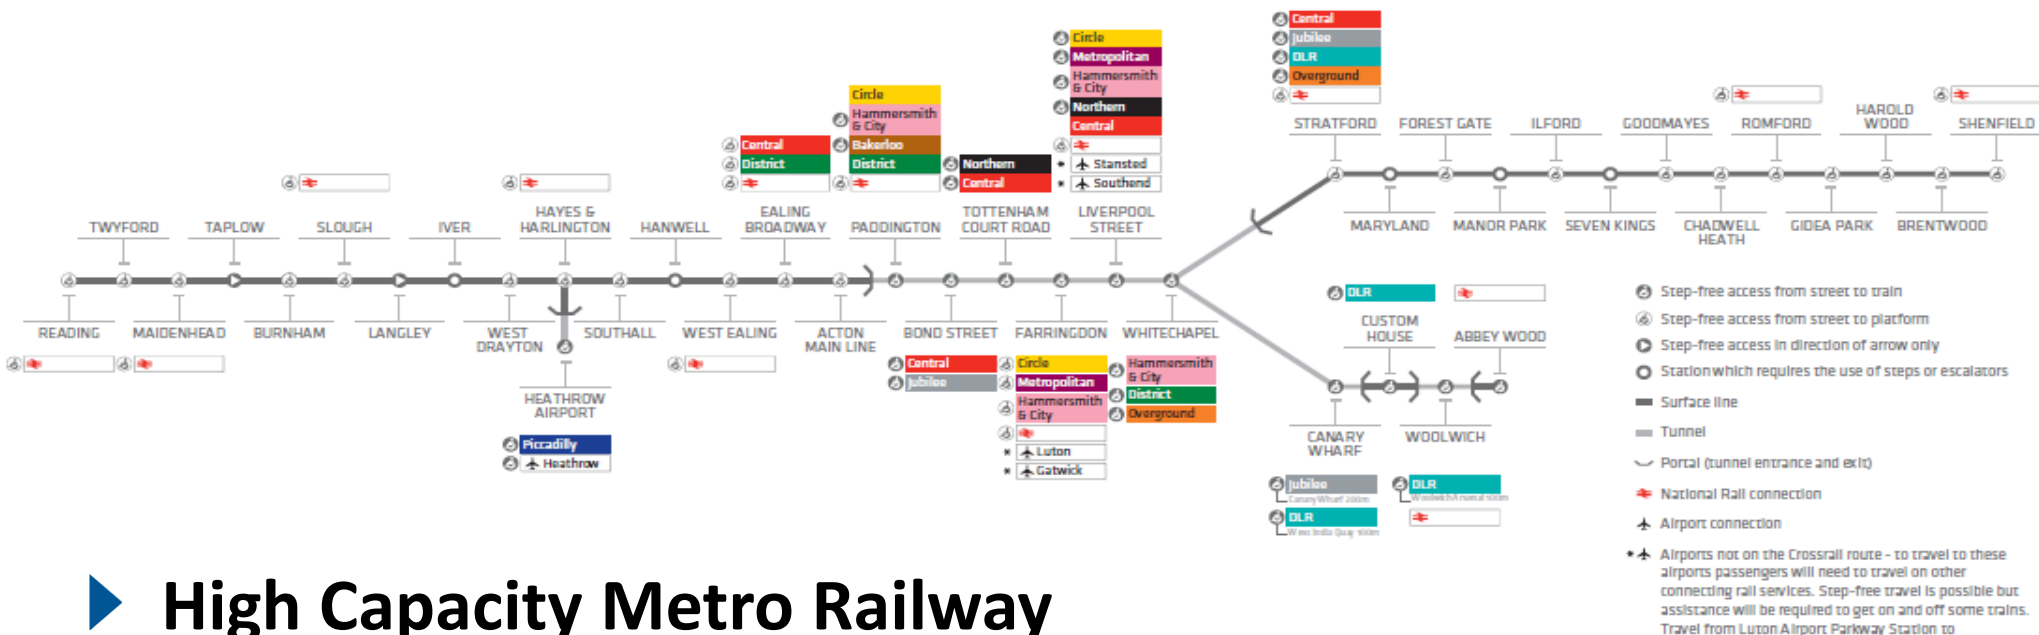 Central
Jubilee
DLR
Overground
STRATFORD
FOREST GATE
ILFORD
GOODMAYES
ROMFORD
HAROLD
WOOD
SHENFIELD
MARYLAND
MANOR PARK
SEVEN KINGS
CHADWELL
HEATH
GIDEA PARK
BRENTWOOD
Circle
Metropolitan
Hammersmith
& City
Northern
Central
Stansted
Southend
LIVERPOOL
STREET
Northern
Central
TOTTENHAM
COURT ROAD
Circle
Hammersmith
& City
Bakerloo
District
PADDINGTON
Central
District
EALING
BROADWAY
HANWELL
HAYES &
HARLINGTON
IVER
SLOUGH
TAPLOW
TWYFORD
READING
MAIDENHEAD
BURNHAM
LANGLEY
WEST
DRAYTON
SOUTHALL
WEST EALING
ACTON
MAIN LINE
BOND STREET
FARRINGDON
WHITECHAPEL
HEATHROW
AIRPORT
Piccadilly
Heathrow
Central
Jubilee
Circle
Metropolitan
Hammersmith
& City
* Luton
* Gatwick
Hammersmith
& City
District
Overground
DLR
CUSTOM
HOUSE
ABBEY WOOD
CANARY
WHARF
WOOLWICH
Jubilee
Canary Wharf 200m
DLR
West India Quay 100m
DLR
Woolwich Arsenal 100m
Step-free access from street to train
Step-free access from street to platform
Step-free access in direction of arrow only
Station which requires the use of steps or escalators
Surface line
Tunnel
Portal (tunnel entrance and exit)
National Rail connection
Airport connection
* Airports not on the Crossrail route - to travel to these
airports passengers will need to travel on other
connecting rail services. Step-free travel is possible but
assistance will be required to get on and off some trains.
Travel from Luton Airport Parkway Station to
High Capacity Metro Railway